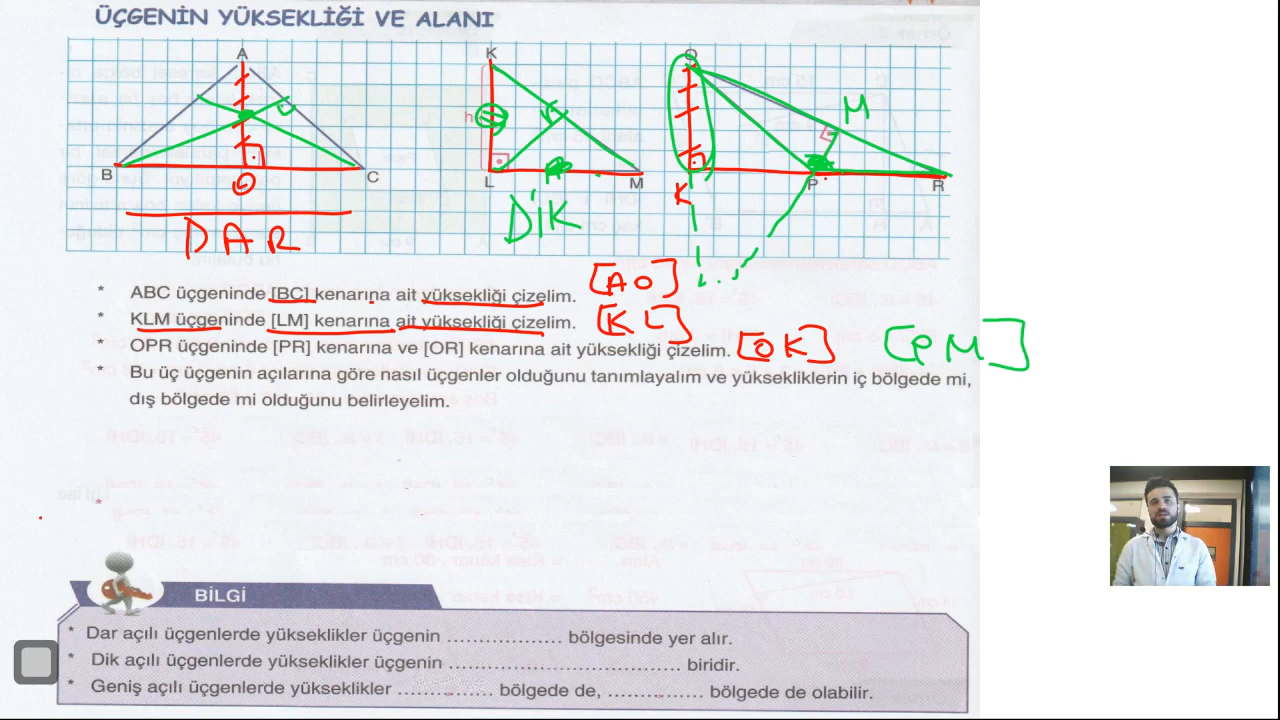 ÜÇGENİN YÜKSEKLİĞİ VE ALANI
A
B
O
C
DAR
K
h
L
M
DİK
O
M
K
P
R
* ABC üçgeninde [BC] kenarına ait yüksekliği çizelim. [AO]
* KLM üçgeninde [LM] kenarına ait yüksekliği çizelim. [KL]
* OPR üçgeninde [PR] kenarına ve [OR] kenarına ait yüksekliği çizelim. [OK] [PM]
* Bu üç üçgenin açılarına göre nasıl üçgenler olduğunu tanımlayalım ve yüksekliklerin iç bölgede mi,
dış bölgede mi olduğunu belirleyelim.
*
BİLGİ
* Dar açılı üçgenlerde yükseklikler üçgenin .................. bölgesinde yer alır.
* Dik açılı üçgenlerde yükseklikler üçgenin ..................................... biridir.
* Geniş açılı üçgenlerde yükseklikler ............... bölgede de, ............... bölgede de olabilir.